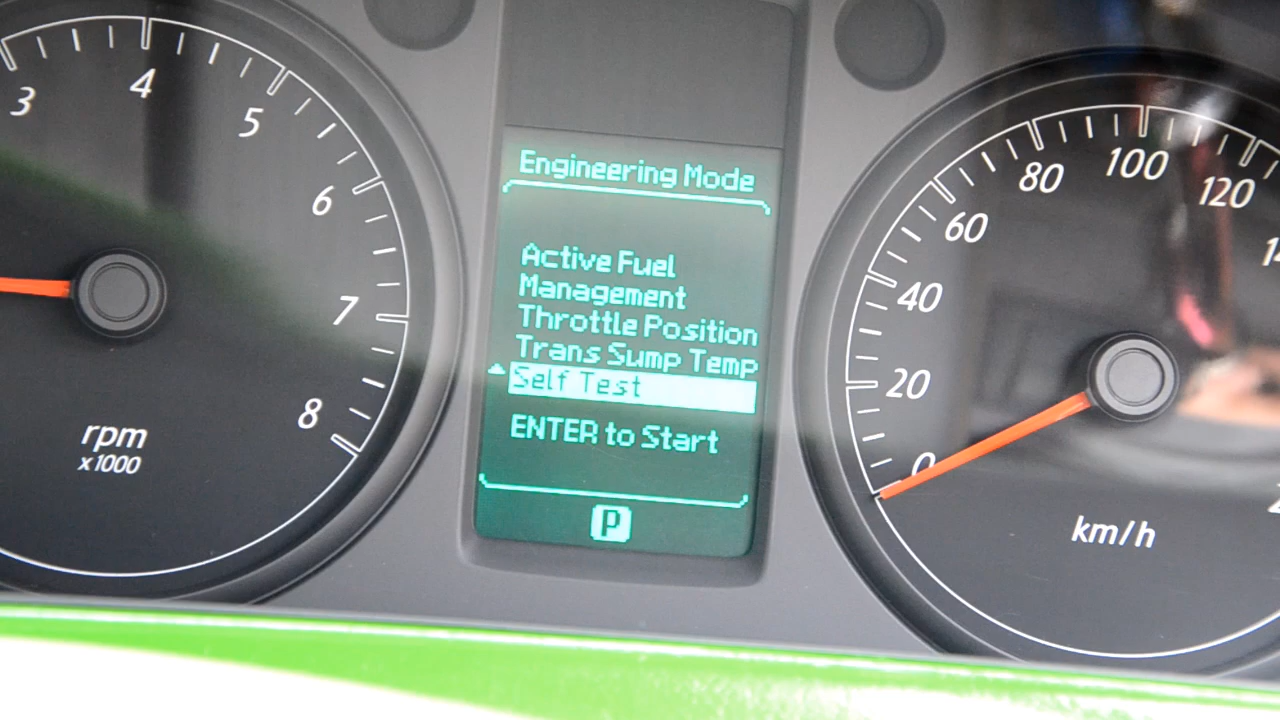 Engineering Mode
Active Fuel
Management
Throttle Position
Trans Sump Temp
Self Test
ENTER to Start
P
3
4
5
6
7
8
rpm
x1000
0
20
40
60
80
100
120
km/h